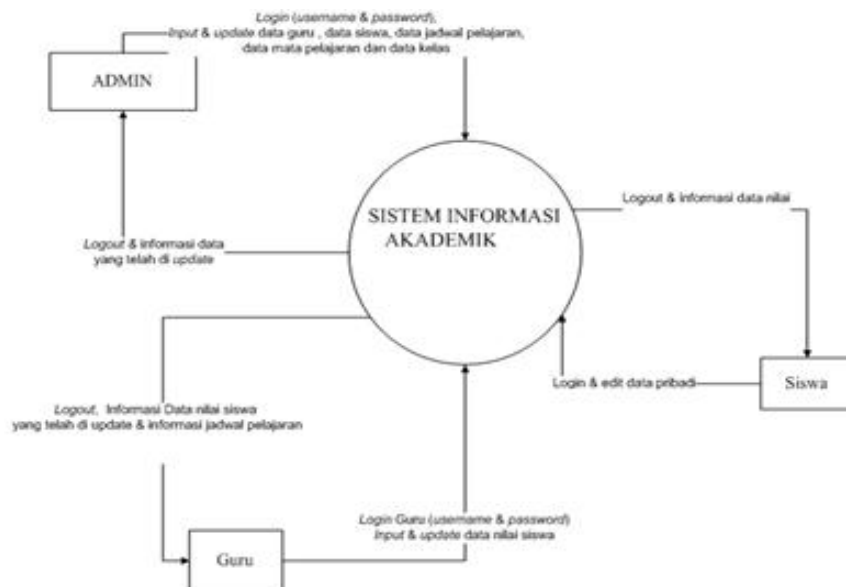 Login (username & password),
Input & update data guru , data siswa, data jadwal pelajaran,
data mata pelajaran dan data kelas
ADMIN
SISTEM INFORMASI
AKADEMIK
Logout & informasi data nilai
Logout & informasi data
yang telah di update
Login & edit data pribadi
Siswa
Logout, Informasi Data nilai siswa
yang telah di update & informasi jadwal pelajaran
Login Guru (username & password)
Input & update data nilai siswa
Guru